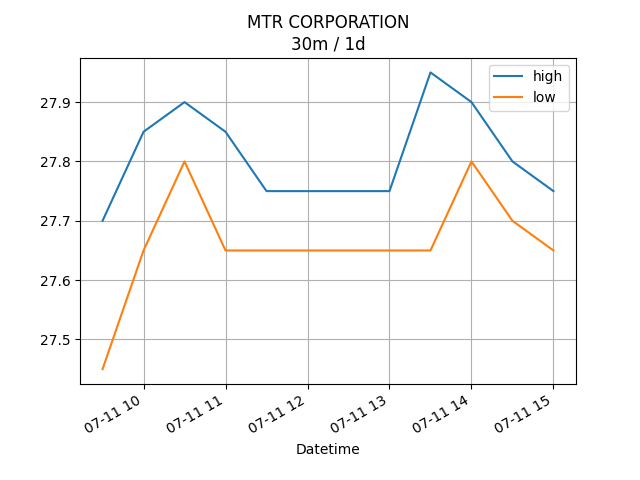 MTR CORPORATION
30m / 1d
high
low
27.9
27.8
27.7
27.6
27.5
07-11 10
07-11 11
07-11 12
07-11 13
07-11 14
07-11 15
Datetime